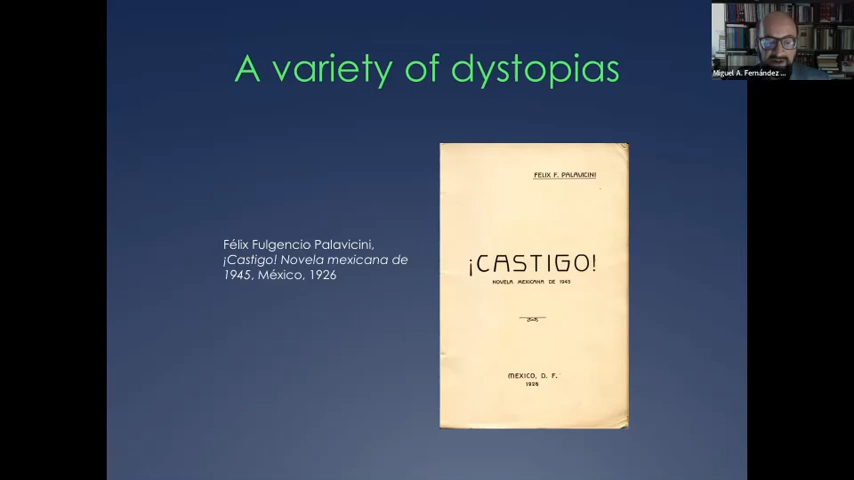 A variety of dystopias
Miguel A. Fernández ...
Félix Fulgencio Palavicini,
¡Castigo! Novela mexicana de
1945, México, 1926
FELIX F. PALAVICINI
¡CASTIGO!
NOVELA MEXICANA DE 1945
MEXICO, D. F.
1926